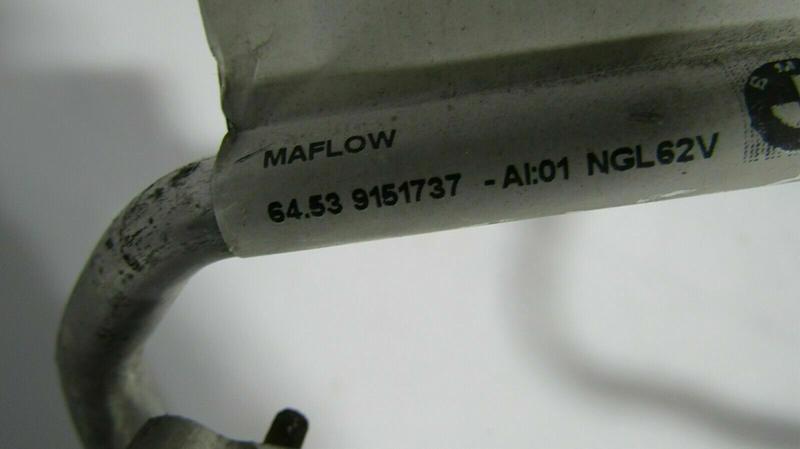 MAFLOW
64.53 9151737 - AI:01 NGL62V